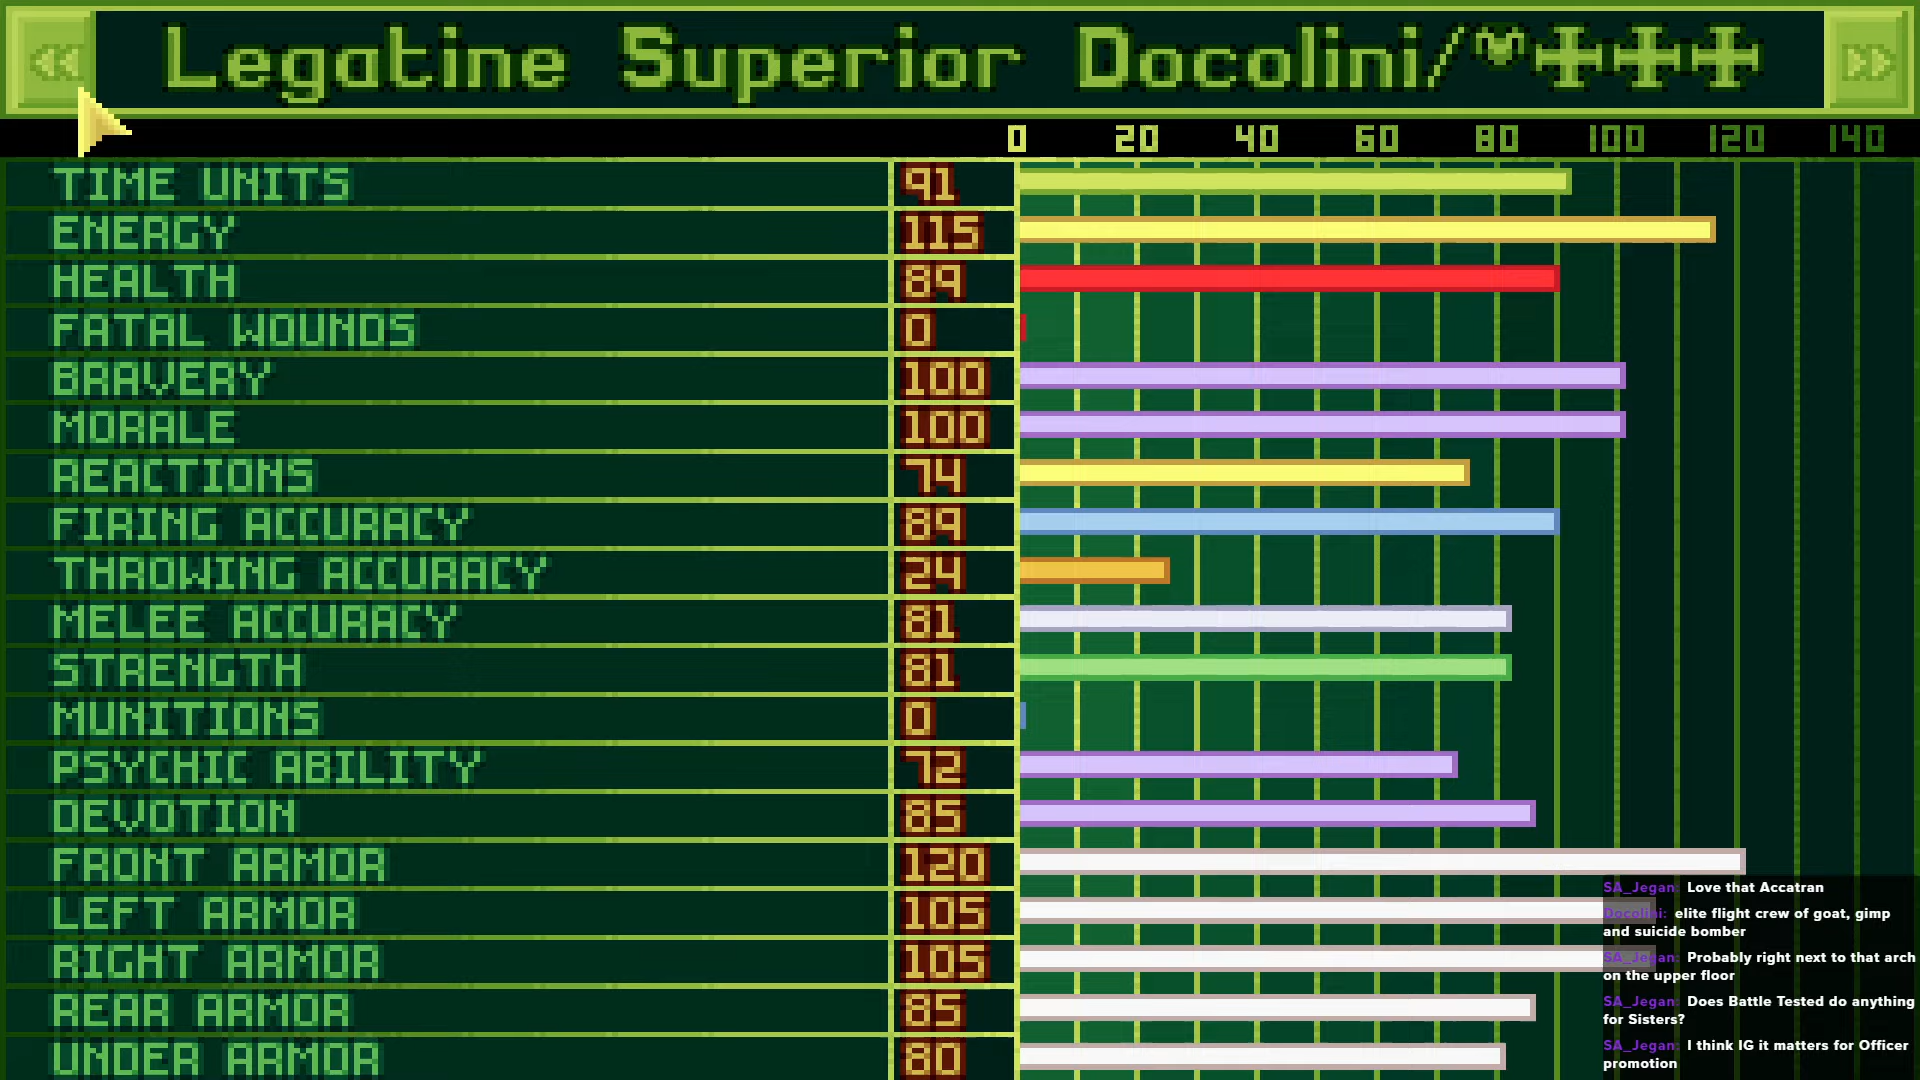 Legatine Superior Docolini/
0 20 40 60 80 100 120 140
TIME UNITS 91
ENERGY 115
HEALTH 89
FATAL WOUNDS 0
BRAVERY 100
MORALE 100
REACTIONS 74
FIRING ACCURACY 89
THROWING ACCURACY 24
MELEE ACCURACY 81
STRENGTH 81
MUNITIONS 0
PSYCHIC ABILITY 72
DEVOTION 85
FRONT ARMOR 120
LEFT ARMOR 105
RIGHT ARMOR 105
REAR ARMOR 85
UNDER ARMOR 80
SA_Jegan: Love that Accatran
Docolini: elite flight crew of goat, gimp
and suicide bomber
SA_Jegan: Probably right next to that arch
on the upper floor
SA_Jegan: Does Battle Tested do anything
for Sisters?
SA_Jegan: I think IG it matters for Officer
promotion